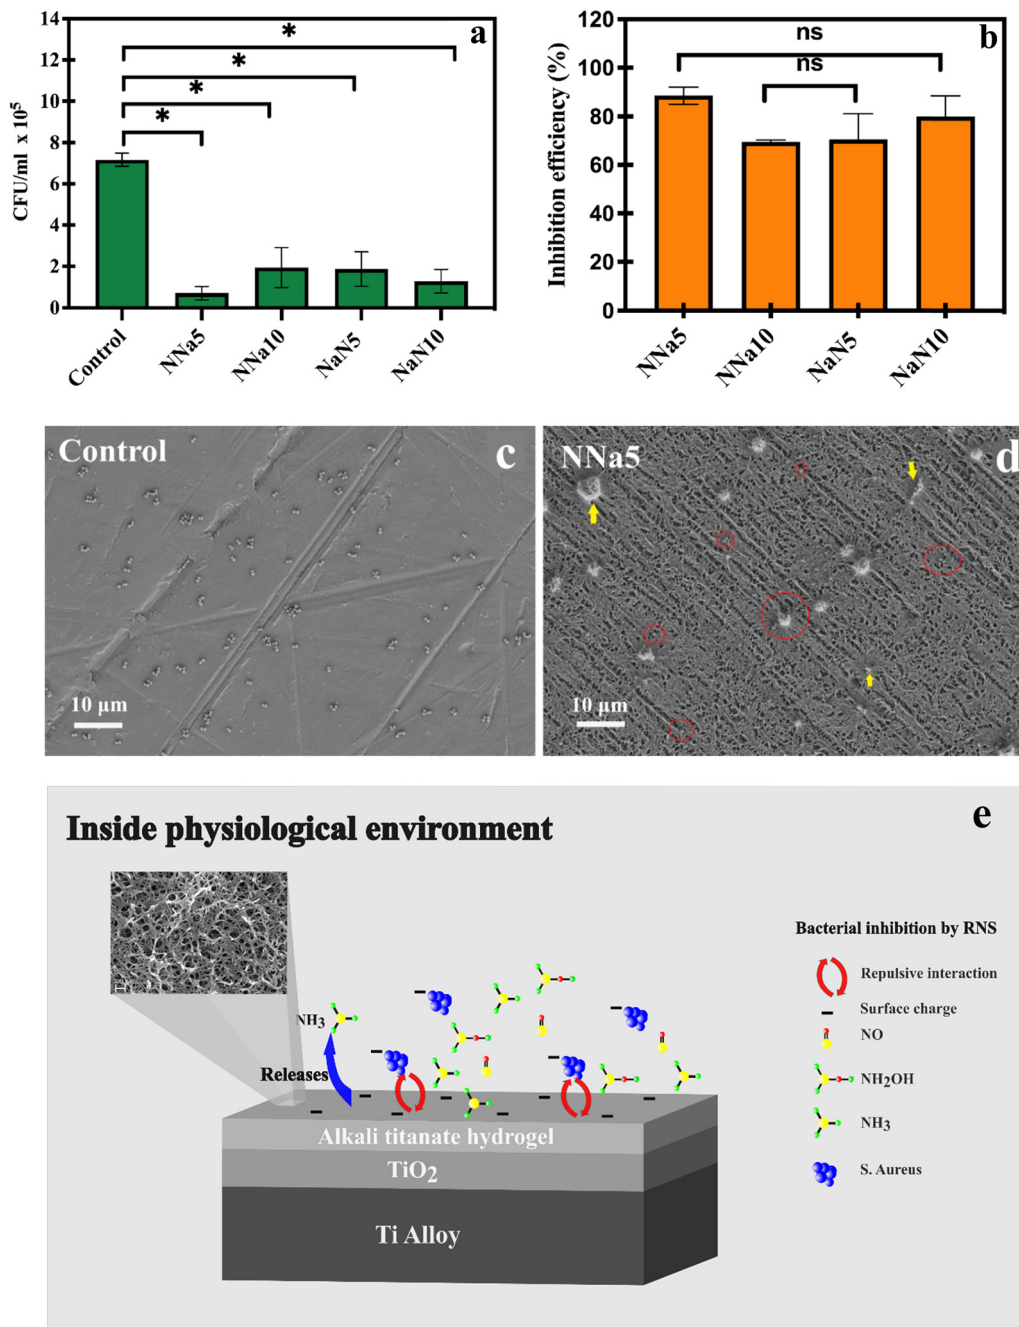 a
CFU/ml x 10⁵
14
12
10
8
6
4
2
0
*
*
*
*
Control
NNa5
NNa10
NaN5
NaN10
b
Inhibition efficiency (%)
120
100
80
60
40
20
0
ns
ns
NNa5
NNa10
NaN5
NaN10
Control
c
10 μm
NNa5
d
10 μm
e
Inside physiological environment
NH3
Releases
Alkali titanate hydrogel
TiO2
Ti Alloy
Bacterial inhibition by RNS
Repulsive interaction
Surface charge
NO
NH2OH
NH3
S. Aureus